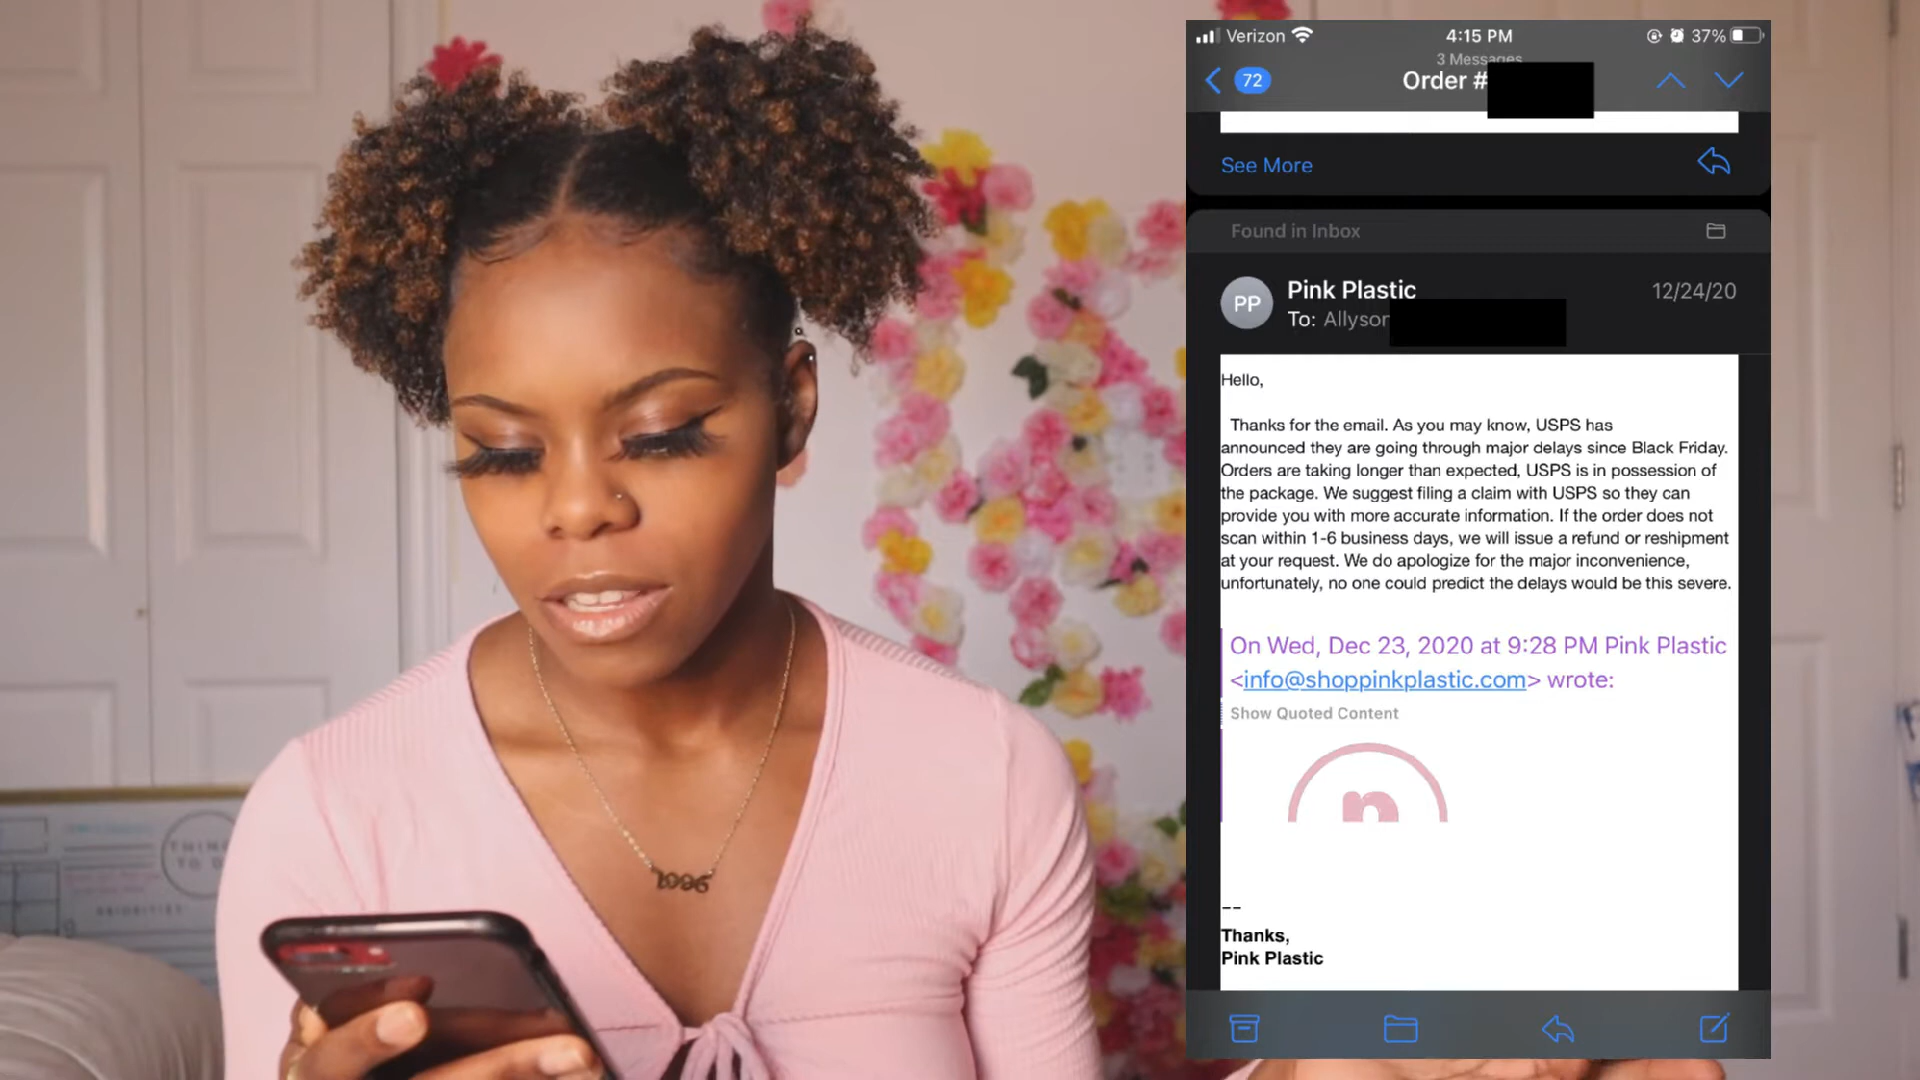 Verizon 4:15 PM 37%
3 Messages
72 Order #
See More
Found in Inbox
PP Pink Plastic 12/24/20
To: Allyson
Hello,
Thanks for the email. As you may know, USPS has
announced they are going through major delays since Black Friday.
Orders are taking longer than expected, USPS is in possession of
the package. We suggest filing a claim with USPS so they can
provide you with more accurate information. If the order does not
scan within 1-6 business days, we will issue a refund or reshipment
at your request. We do apologize for the major inconvenience,
unfortunately, no one could predict the delays would be this severe.
On Wed, Dec 23, 2020 at 9:28 PM Pink Plastic
<info@shoppinkplastic.com> wrote:
Show Quoted Content
--
Thanks,
Pink Plastic
1996
THINGS
TO DO
PRIORITIES